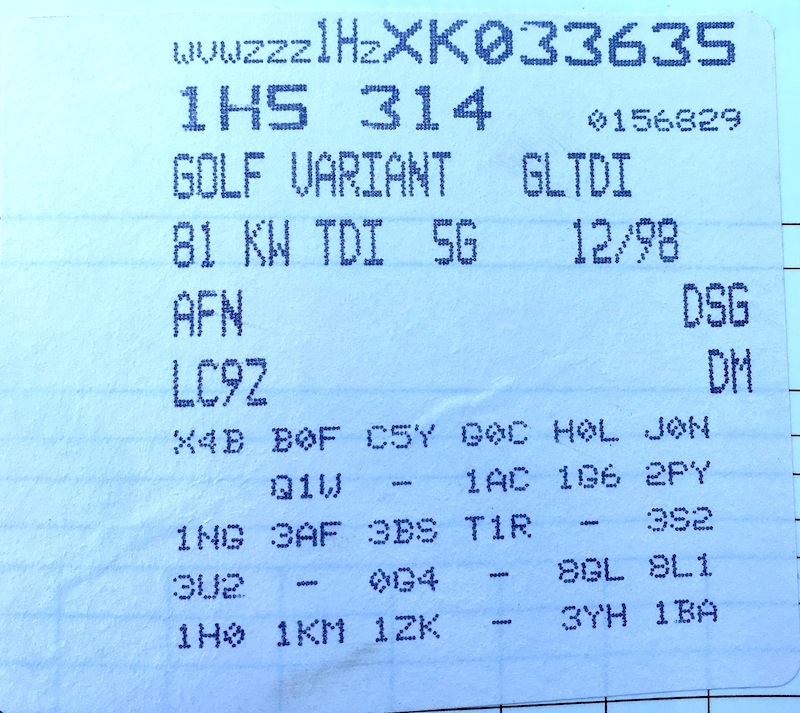 WVWZZZ1HZXK033635
1HS 314 0156829
GOLF VARIANT GLTDI
81 KW TDI 5G 12/98
AFN DSG
LC9Z DM
X4B B0F C5Y G0C H0L J0N
Q1W - 1AC 1G6 2PY
1NG 3AF 3BS T1R - 3S2
3U2 - 0G4 - 8GL 8L1
1H0 1KM 1ZK - 3YH 1BA